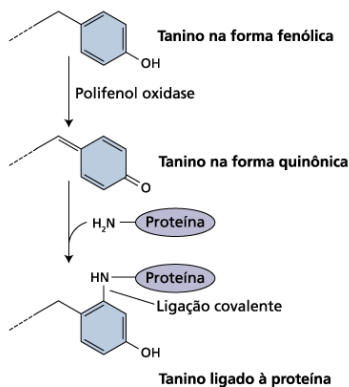 Tanino na forma fenólica
OH
Polifenol oxidase
Tanino na forma quinônica
O
H₂N
Proteína
HN
Proteína
Ligação covalente
OH
Tanino ligado à proteína